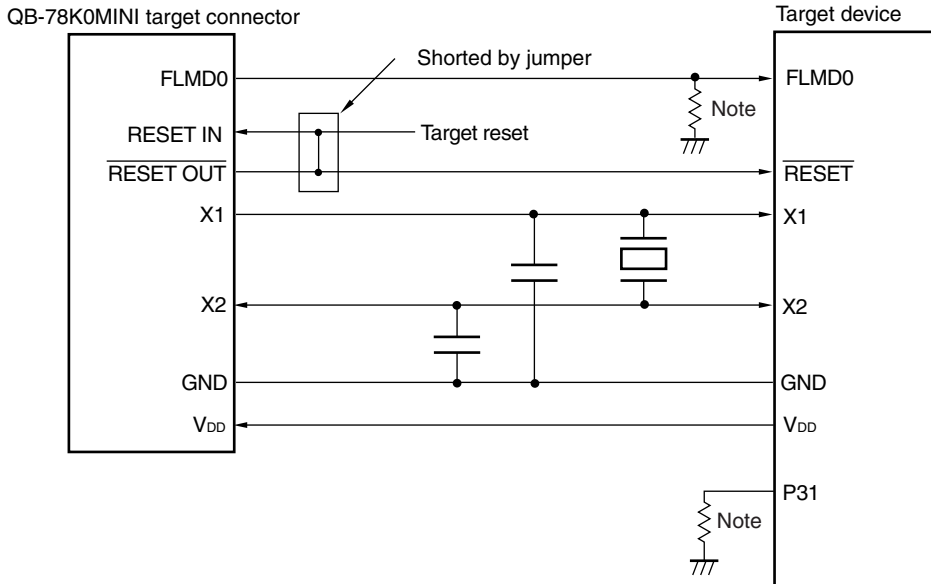 QB-78K0MINI target connector
Target device
Shorted by jumper
FLMD0
FLMD0
Note
RESET IN
Target reset
RESET OUT
RESET
X1
X1
X2
X2
GND
GND
VDD
VDD
P31
Note